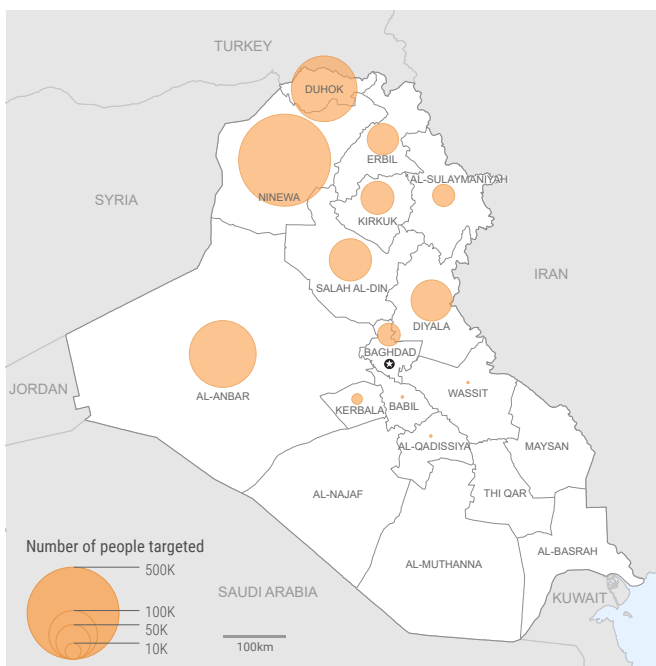 TURKEY
DUHOK
ERBIL
AL-SULAYMANIYAH
SYRIA
NINEWA
KIRKUK
IRAN
SALAH AL-DIN
DIYALA
BAGHDAD
JORDAN
AL-ANBAR
WASSIT
KERBALA
BABIL
AL-QADISSIYA
MAYSAN
AL-NAJAF
THI QAR
AL-BASRAH
AL-MUTHANNA
Number of people targeted
500K
100K
50K
10K
SAUDI ARABIA
KUWAIT
100km